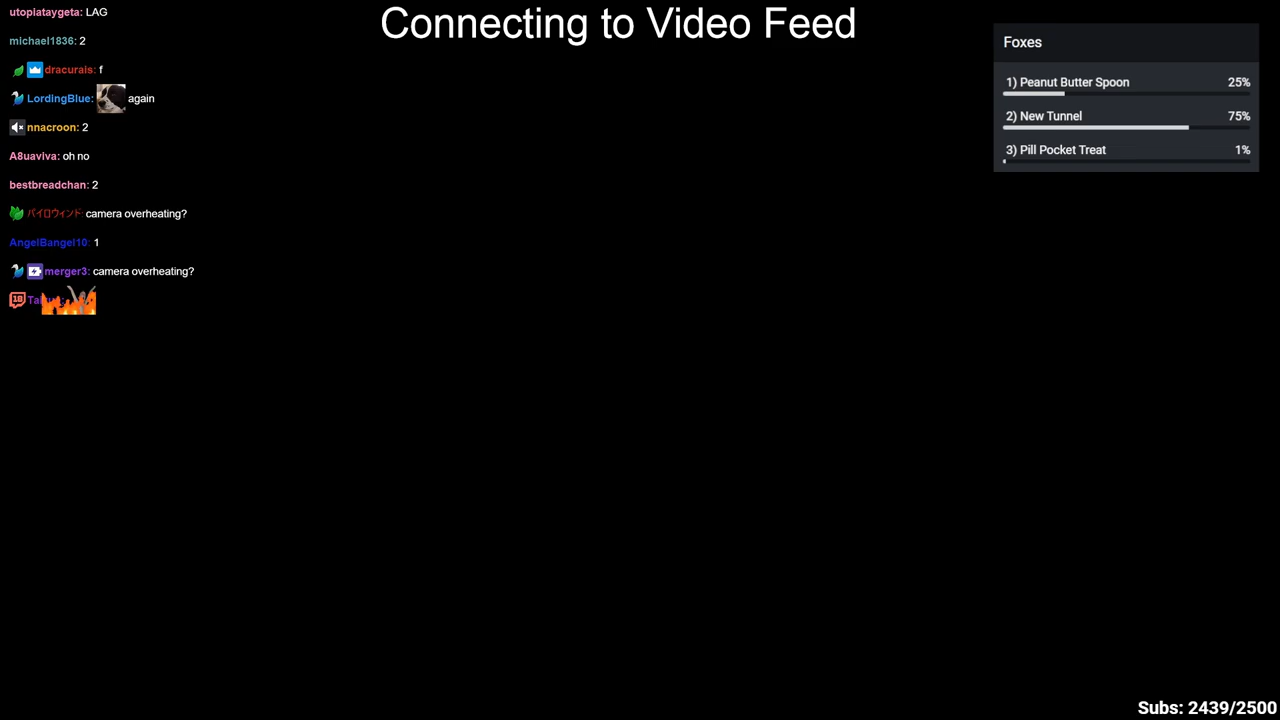 utopiataygeta: LAG
michael1836: 2
dracurais: f
LordingBlue: again
nnacroon: 2
A8uaviva: oh no
bestbreadchan: 2
パイロウィンド: camera overheating?
AngelBangel10: 1
merger3: camera overheating?
Connecting to Video Feed
Foxes
1) Peanut Butter Spoon 25%
2) New Tunnel 75%
3) Pill Pocket Treat 1%
Subs: 2439/2500